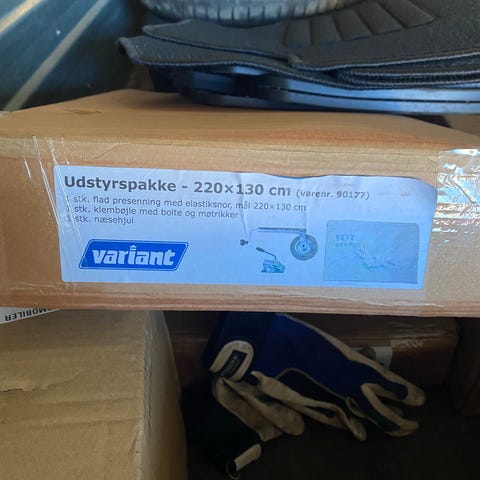 Udstyrspakke - 220×130 cm (varenr. 90177)
1 stk. flad presenning med elastiksnor, mål 220×130 cm
1 stk. klembøjle med bolte og møtrikker
1 stk. næsehjul
variant
OMOBILER